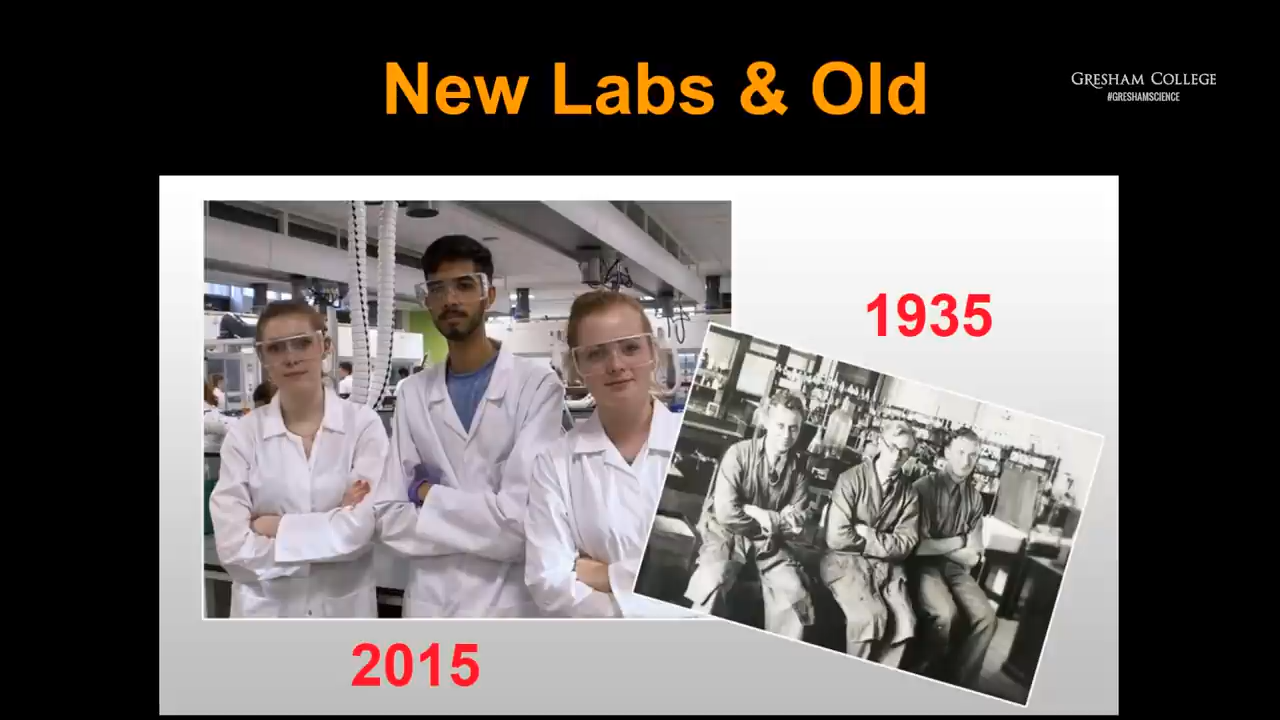 New Labs & Old
GRESHAM COLLEGE
#GRESHAMSCIENCE
1935
2015